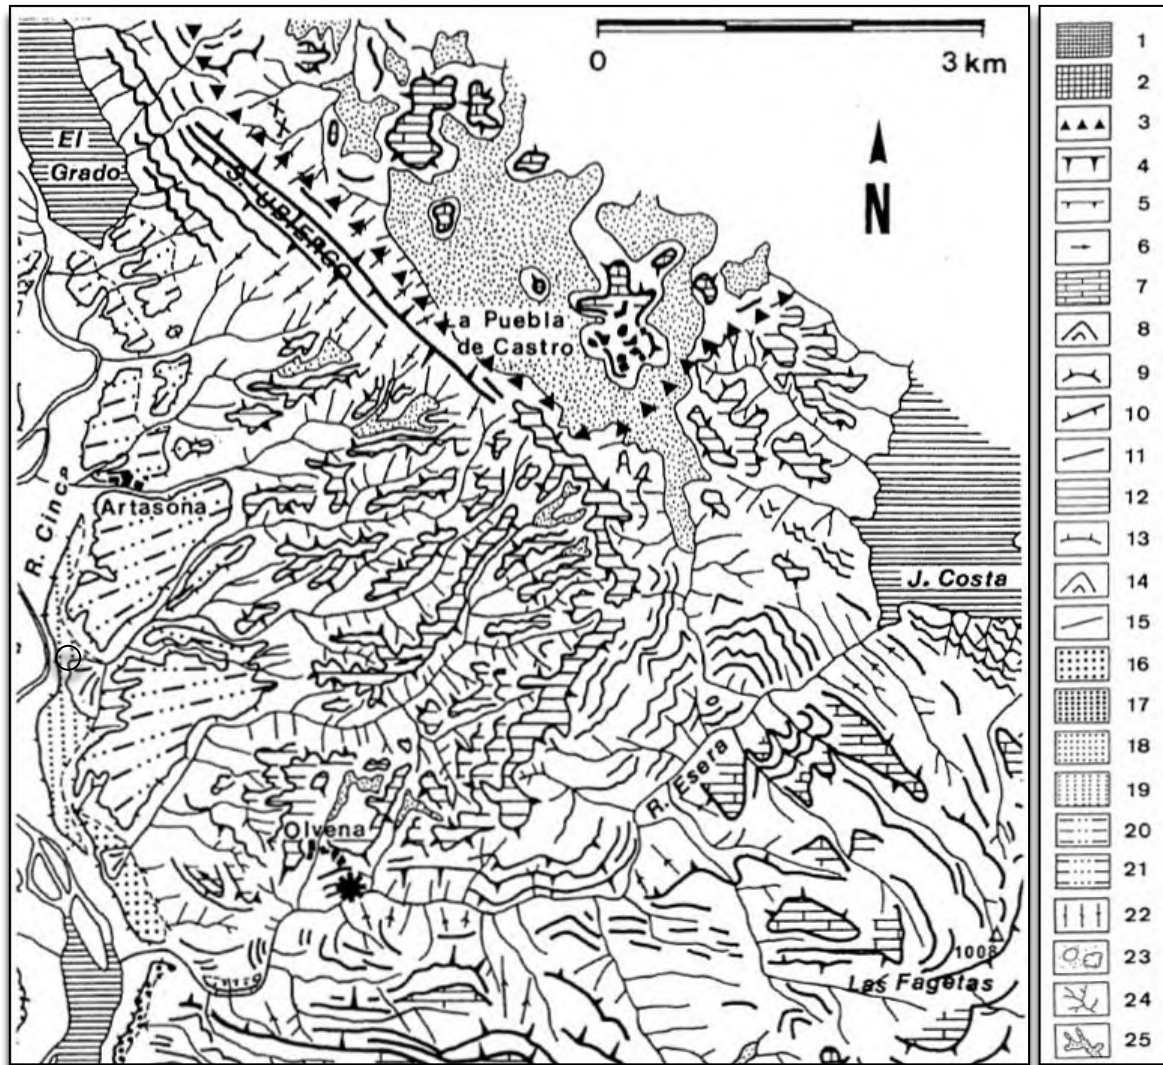 0 3 km
N
El
Grado
S. UBIERGO
La Puebla
de Castro
R. Cinca
Artasona
J. Costa
R. Esera
Olvena
1008
Las Fagetas
1
2
3
4
5
6
7
8
9
10
11
12
13
14
15
16
17
18
19
20
21
22
23
24
25